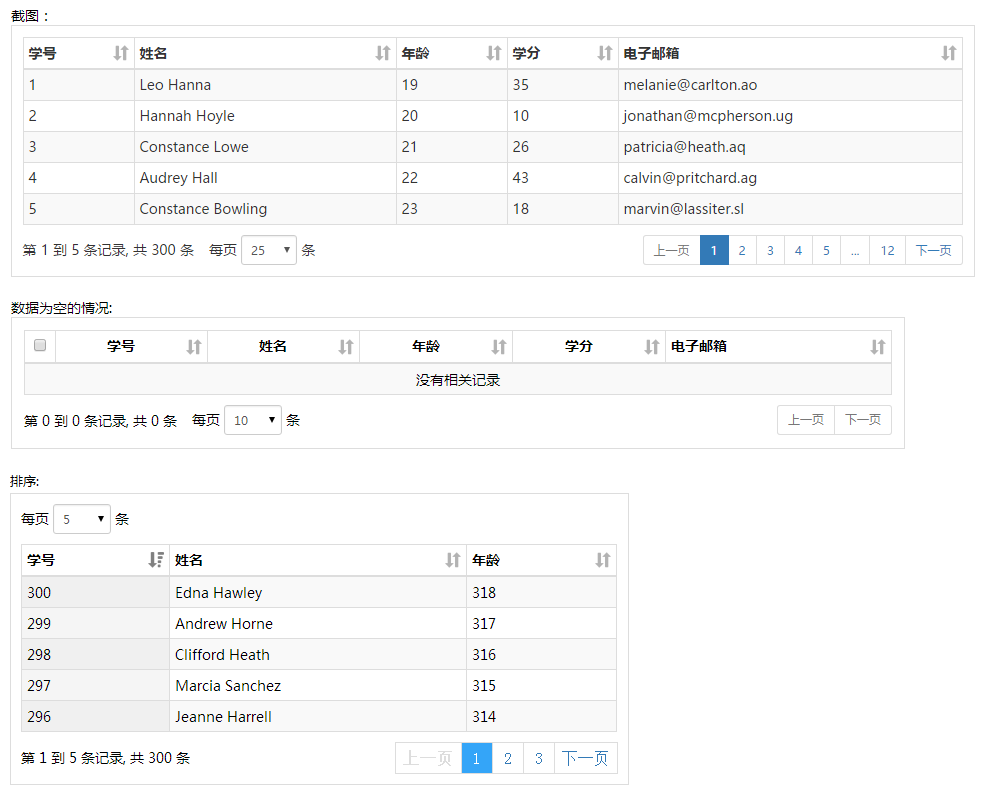 截图：
学号 姓名 年龄 学分 电子邮箱
1 Leo Hanna 19 35 melanie@carlton.ao
2 Hannah Hoyle 20 10 jonathan@mcpherson.ug
3 Constance Lowe 21 26 patricia@heath.aq
4 Audrey Hall 22 43 calvin@pritchard.ag
5 Constance Bowling 23 18 marvin@lassiter.sl
第 1 到 5 条记录, 共 300 条 每页 25 条 上一页 1 2 3 4 5 ... 12 下一页
数据为空的情况:
学号 姓名 年龄 学分 电子邮箱
没有相关记录
第 0 到 0 条记录, 共 0 条 每页 10 条 上一页 下一页
排序:
每页 5 条
学号 姓名 年龄
300 Edna Hawley 318
299 Andrew Horne 317
298 Clifford Heath 316
297 Marcia Sanchez 315
296 Jeanne Harrell 314
第 1 到 5 条记录, 共 300 条 上一页 1 2 3 下一页